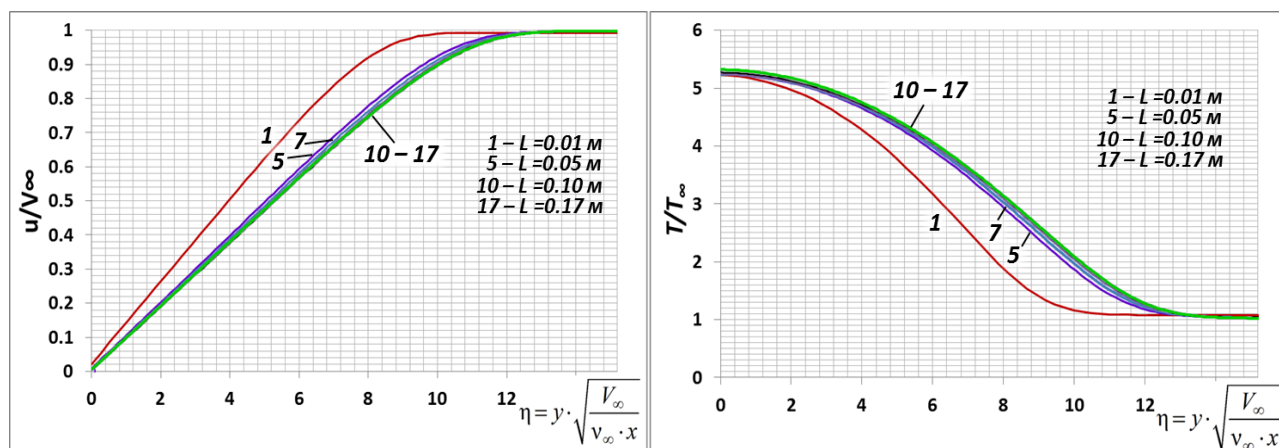 1
0.9
0.8
0.7
0.6
0.5
0.4
0.3
0.2
0.1
0
u/V∞
0 2 4 6 8 10 12
1
7
5
10 – 17
1 – L =0.01 м
5 – L =0.05 м
10 – L =0.10 м
17 – L =0.17 м
η = y · √(V∞ / (ν∞ · x))
6
5
4
3
2
1
0
T/T∞
0 2 4 6 8 10 12
10 – 17
1
7
5
1 – L =0.01 м
5 – L =0.05 м
10 – L =0.10 м
17 – L =0.17 м
η = y · √(V∞ / (ν∞ · x))